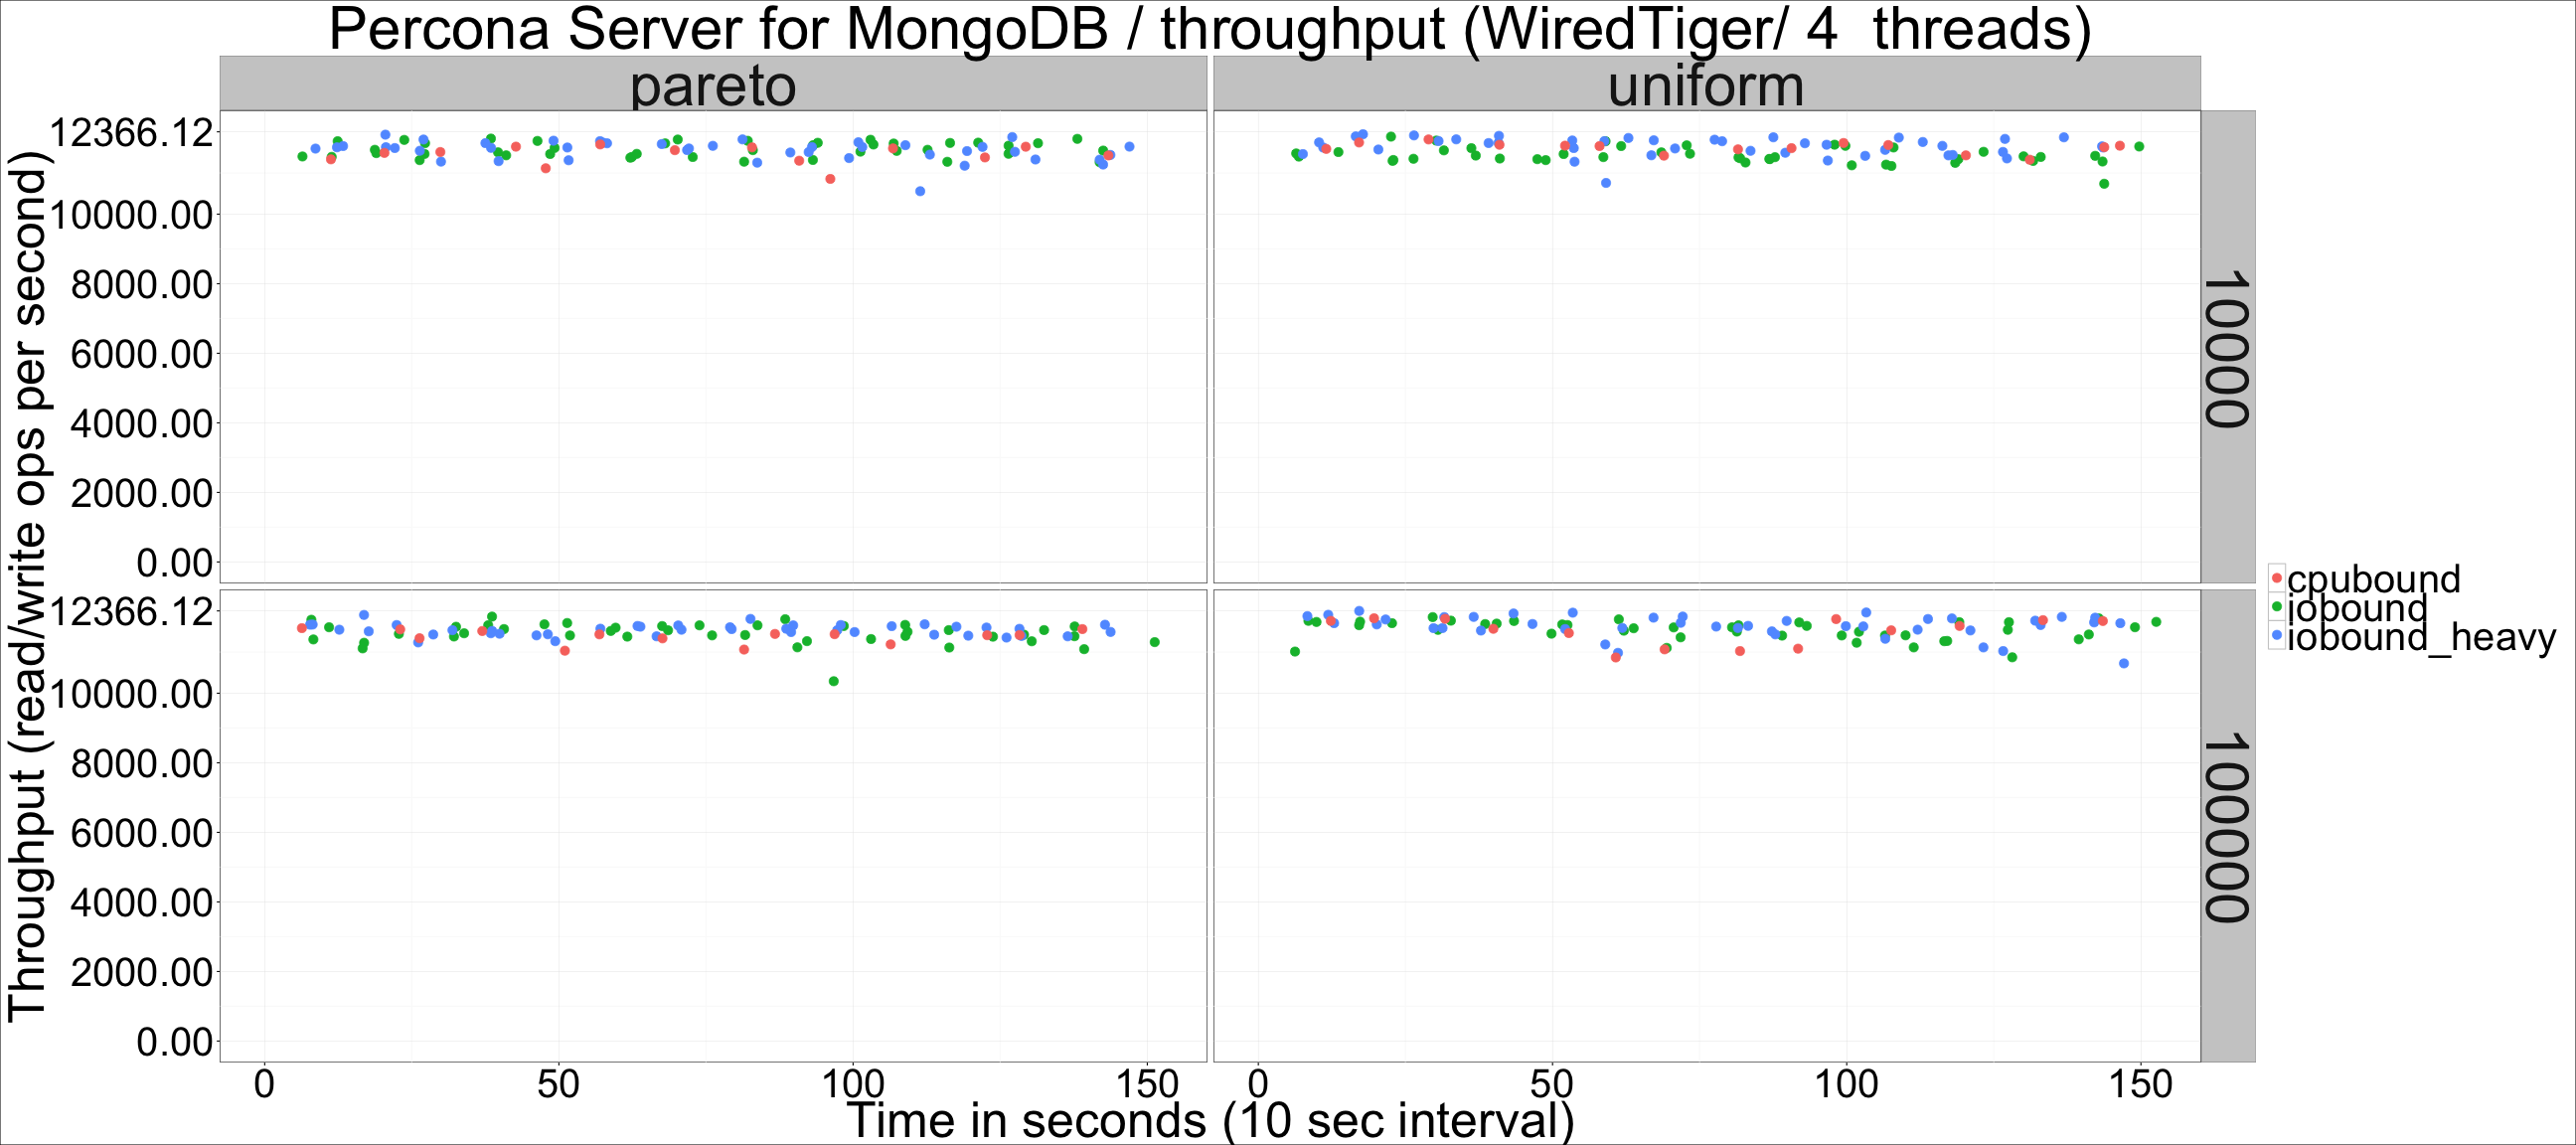 Percona Server for MongoDB / throughput (WiredTiger/ 4  threads)
pareto
uniform
Throughput (read/write ops per second)
12366.12
10000.00
8000.00
6000.00
4000.00
2000.00
0.00
10000
12366.12
10000.00
8000.00
6000.00
4000.00
2000.00
0.00
100000
cpubound
iobound
iobound_heavy
0 50 100 150
0 50 100 150
Time in seconds (10 sec interval)